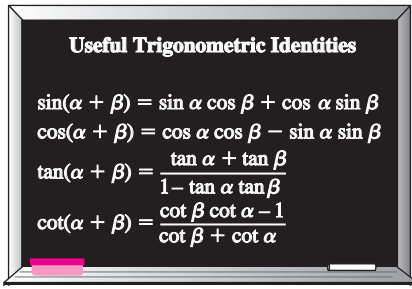 Useful Trigonometric Identities
sin(α + β) = sin α cos β + cos α sin β
cos(α + β) = cos α cos β − sin α sin β
tan(α + β) = (tan α + tan β)/(1 − tan α tan β)
cot(α + β) = (cot β cot α − 1)/(cot β + cot α)